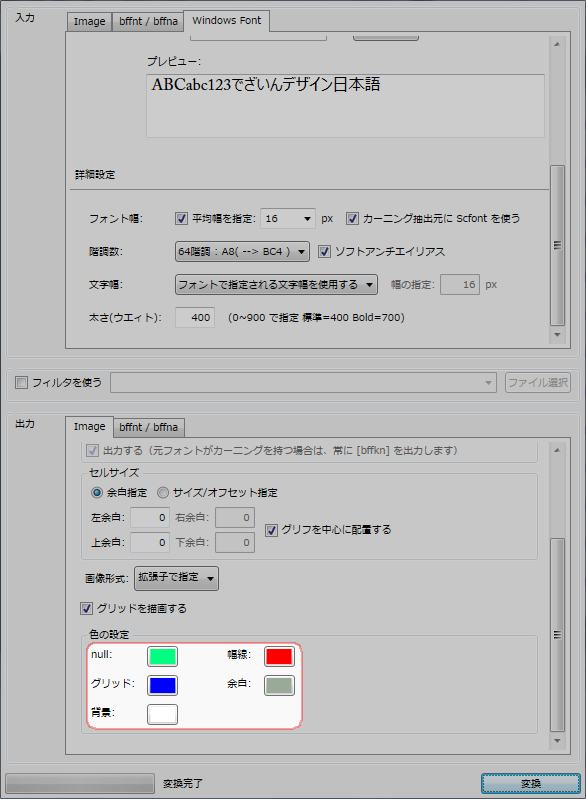 入力
Image bffnt / bffna Windows Font
プレビュー:
ABCabc123でざいんデザイン日本語
詳細設定
フォント幅: 平均幅を指定: 16 px カーニング抽出元に Scfont を使う
階調数: 64階調 : A8( --> BC4 ) ソフトアンチエイリアス
文字幅: フォントで指定される文字幅を使用する 幅の指定: 16 px
太さ(ウエィト): 400 (0~900 で指定 標準=400 Bold=700)
フィルタを使う ファイル選択
出力
Image bffnt / bffna
出力する（元フォントがカーニングを持つ場合は、常に [bffkn] を出力します）
セルサイズ
余白指定 サイズ/オフセット指定
左余白: 0 右余白: 0 グリフを中心に配置する
上余白: 0 下余白: 0
画像形式: 拡張子で指定
グリッドを描画する
色の設定
null: 幅線:
グリッド: 余白:
背景:
変換完了 変換